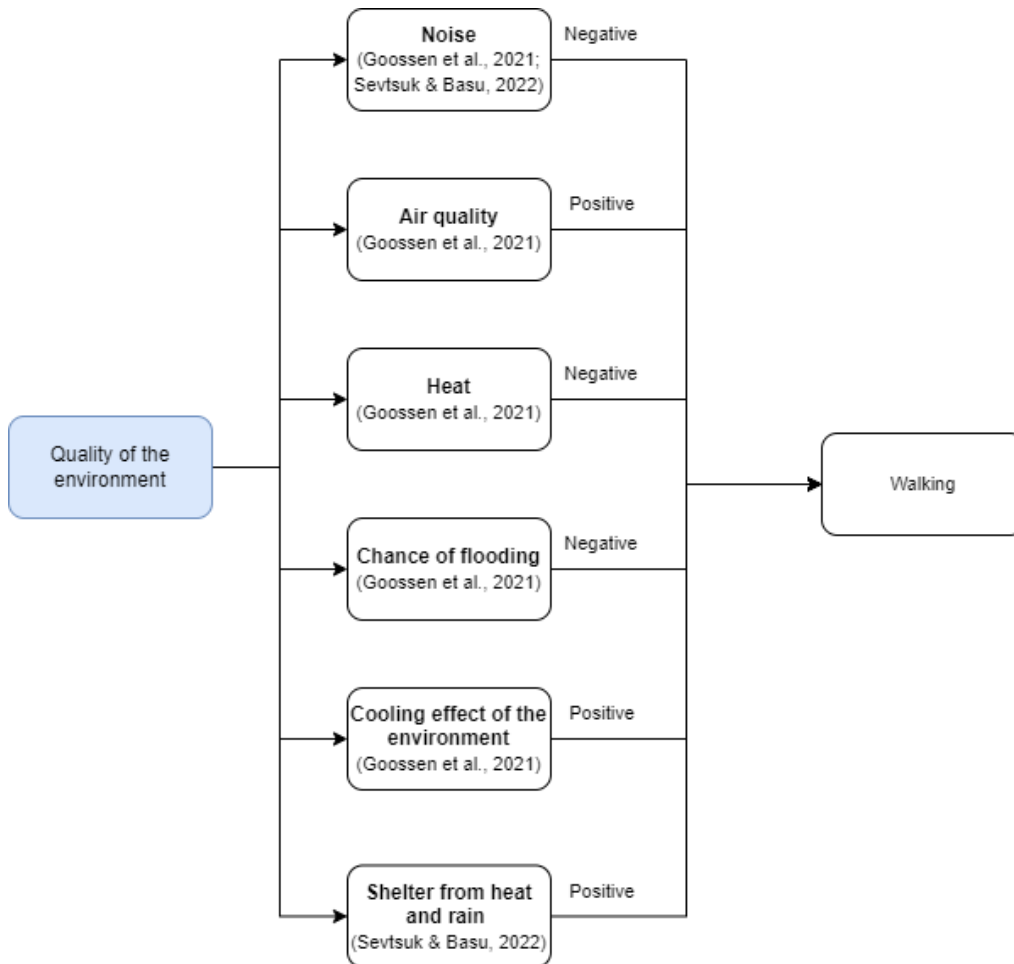 Noise
(Goossen et al., 2021;
Sevtsuk & Basu, 2022)
Negative
Air quality
(Goossen et al., 2021)
Positive
Heat
(Goossen et al., 2021)
Negative
Quality of the
environment
Walking
Chance of flooding
(Goossen et al., 2021)
Negative
Cooling effect of the
environment
(Goossen et al., 2021)
Positive
Shelter from heat
and rain
(Sevtsuk & Basu, 2022)
Positive